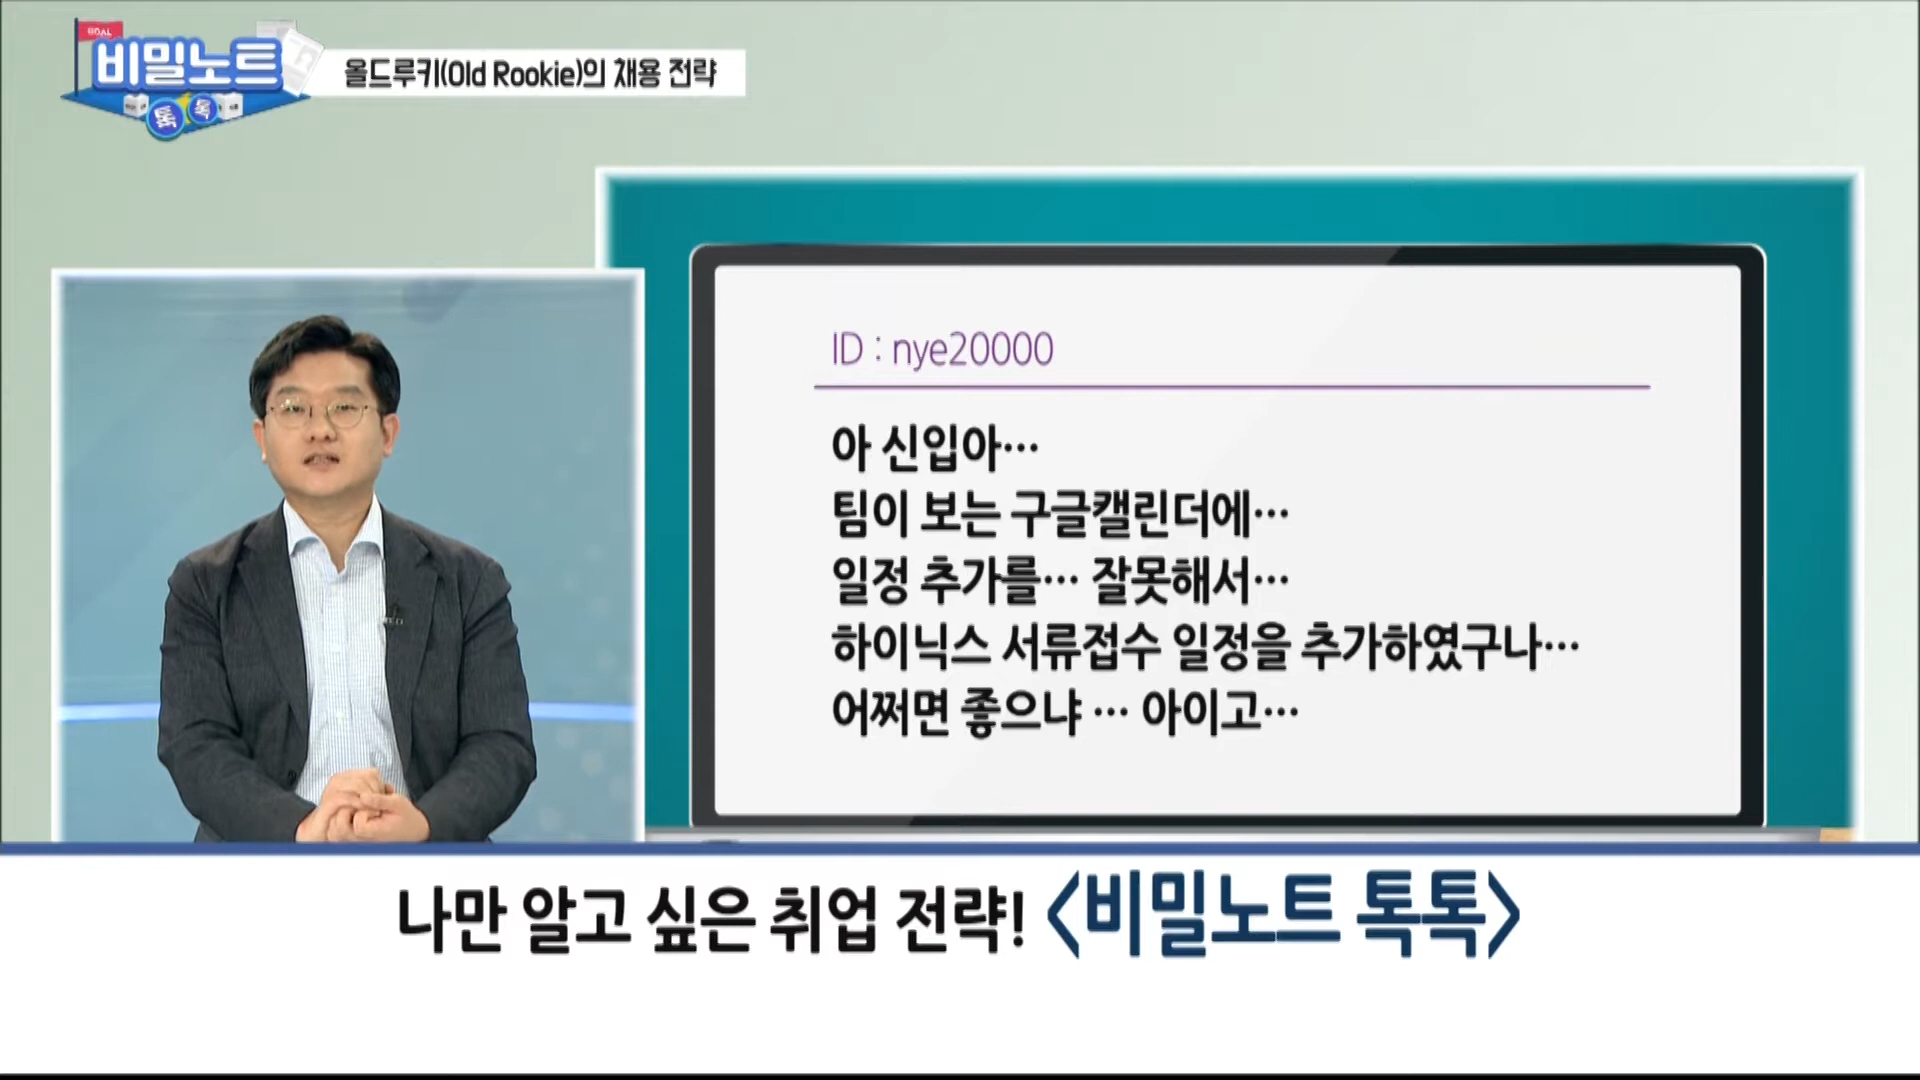 GOAL
비밀노트
톡톡
올드루키(Old Rookie)의 채용 전략
ID : nye20000
아 신입아…
팀이 보는 구글캘린더에…
일정 추가를… 잘못해서…
하이닉스 서류접수 일정을 추가하였구나…
어쩌면 좋으냐 … 아이고…
나만 알고 싶은 취업 전략! <비밀노트 톡톡>